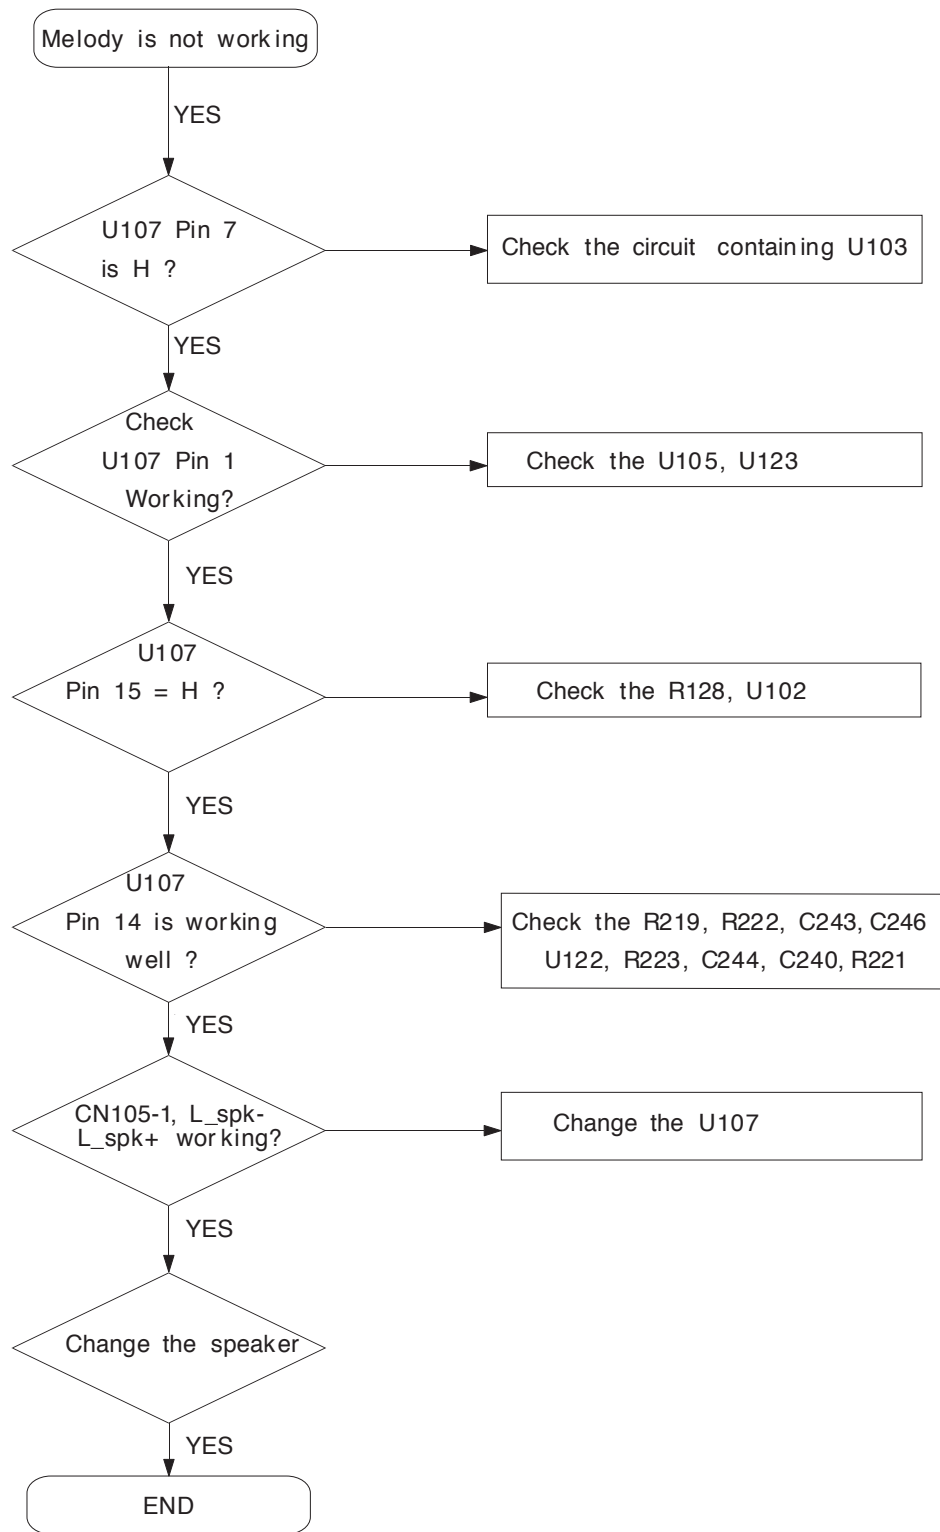 Melody is not working
YES
U107 Pin 7
is H ?
Check the circuit containing U103
YES
Check
U107 Pin 1
Working?
Check the U105, U123
YES
U107
Pin 15 = H ?
Check the R128, U102
YES
U107
Pin 14 is working
well ?
Check the R219, R222, C243, C246
U122, R223, C244, C240, R221
YES
CN105-1, L_spk-
L_spk+ working?
Change the U107
YES
Change the speaker
YES
END